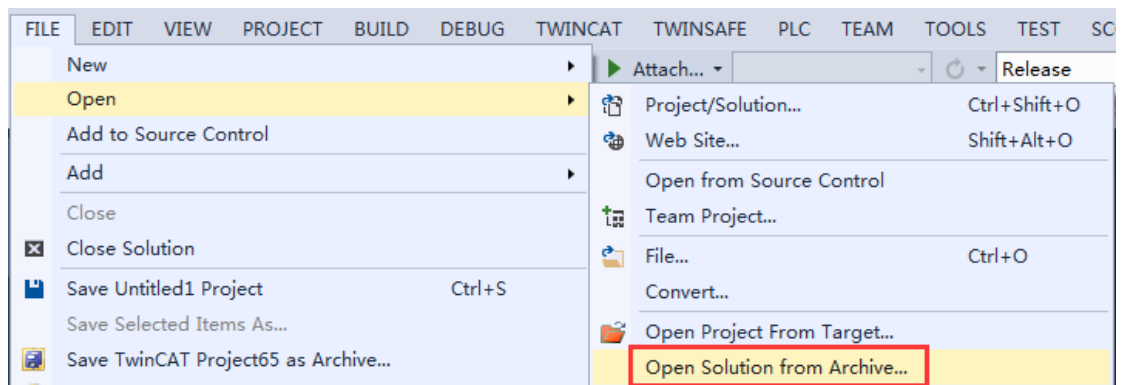 FILE EDIT VIEW PROJECT BUILD DEBUG TWINCAT TWINSAFE PLC TEAM TOOLS TEST SC
Attach... Release
New
Open
Add to Source Control
Add
Close
Close Solution
Save Untitled1 Project Ctrl+S
Save Selected Items As...
Save TwinCAT Project65 as Archive...
Project/Solution... Ctrl+Shift+O
Web Site... Shift+Alt+O
Open from Source Control
Team Project...
File... Ctrl+O
Convert...
Open Project From Target...
Open Solution from Archive...